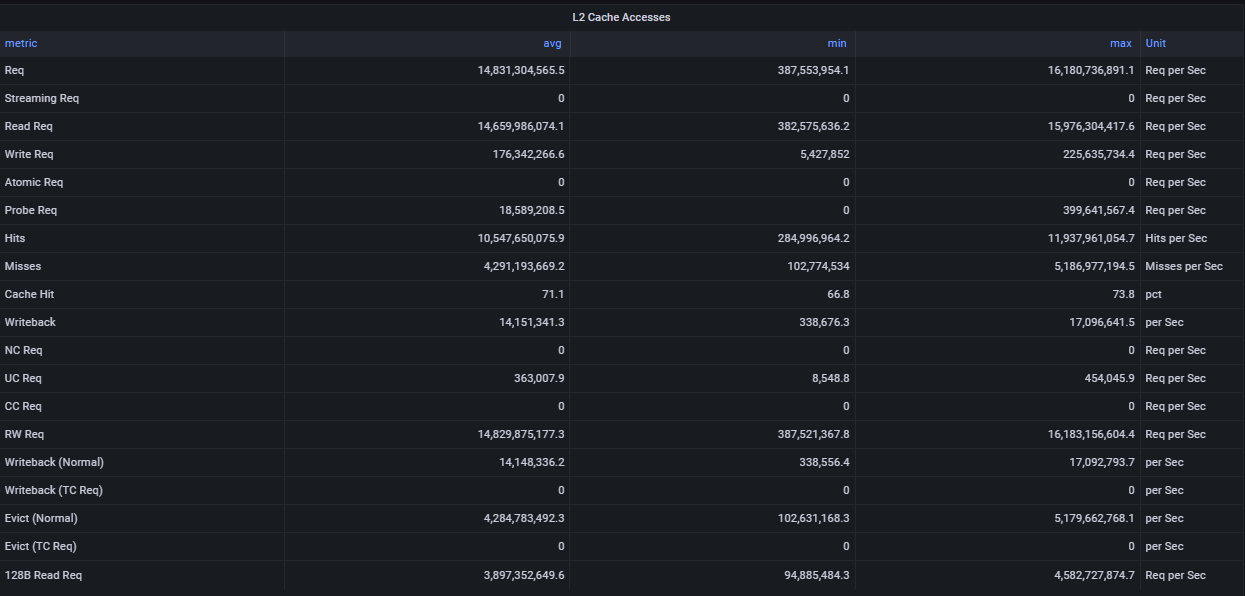 L2 Cache Accesses
metric avg min max Unit
Req 14,831,304,565.5 387,553,954.1 16,180,736,891.1 Req per Sec
Streaming Req 0 0 0 Req per Sec
Read Req 14,659,986,074.1 382,575,636.2 15,976,304,417.6 Req per Sec
Write Req 176,342,266.6 5,427,852 225,635,734.4 Req per Sec
Atomic Req 0 0 0 Req per Sec
Probe Req 18,589,208.5 0 399,641,567.4 Req per Sec
Hits 10,547,650,075.9 284,996,964.2 11,937,961,054.7 Hits per Sec
Misses 4,291,193,669.2 102,774,534 5,186,977,194.5 Misses per Sec
Cache Hit 71.1 66.8 73.8 pct
Writeback 14,151,341.3 338,676.3 17,096,641.5 per Sec
NC Req 0 0 0 Req per Sec
UC Req 363,007.9 8,548.8 454,045.9 Req per Sec
CC Req 0 0 0 Req per Sec
RW Req 14,829,875,177.3 387,521,367.8 16,183,156,604.4 Req per Sec
Writeback (Normal) 14,148,336.2 338,556.4 17,092,793.7 per Sec
Writeback (TC Req) 0 0 0 per Sec
Evict (Normal) 4,284,783,492.3 102,631,168.3 5,179,662,768.1 per Sec
Evict (TC Req) 0 0 0 per Sec
128B Read Req 3,897,352,649.6 94,885,484.3 4,582,727,874.7 Req per Sec